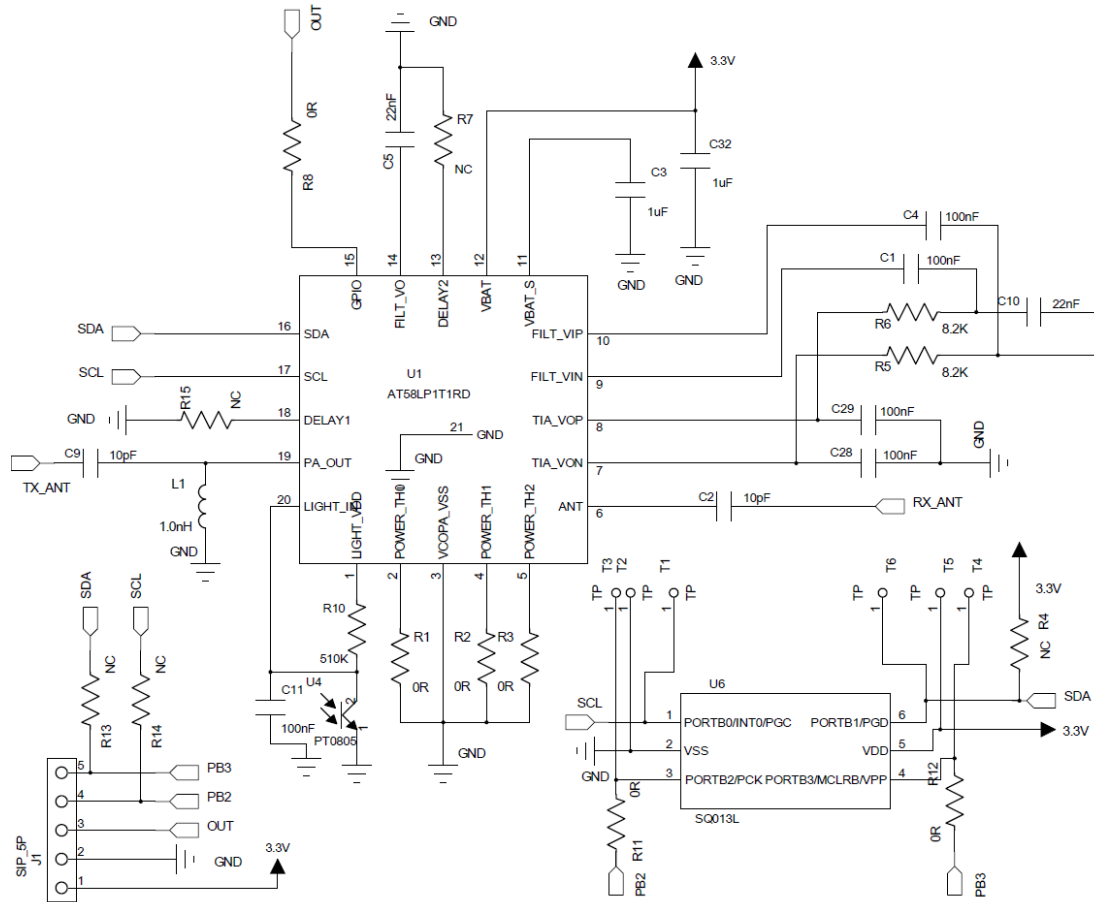 OUT
GND
0R
R8
22nF
C5
R7
NC
3.3V
C32
1uF
C3
1uF
GND
GND
C4
100nF
C1
100nF
C10
22nF
R6
8.2K
R5
8.2K
C29
100nF
C28
100nF
GND
15
14
13
12
11
GPIO
FILT_VO
DELAY2
VBAT
VBAT_S
SDA
16
SDA
SCL
17
SCL
GND
R15
NC
18
DELAY1
TX_ANT
C9
10pF
19
PA_OUT
L1
1.0nH
GND
20
LIGHT_IN
U1
AT58LP1T1RD
21
GND
GND
FILT_VIP
10
FILT_VIN
9
TIA_VOP
8
TIA_VON
7
ANT
6
C2
10pF
RX_ANT
LIGHT_VDD
POWER_TH0
VCOPA_VSS
POWER_TH1
POWER_TH2
1
2
3
4
5
R10
510K
R1
0R
R2
0R
R3
0R
GND
C11
100nF
U4
2
1
PT0805
SDA
SCL
NC
R13
NC
R14
5
PB3
4
PB2
3
OUT
2
GND
1
3.3V
SIP_5P
J1
T3
T2
T1
TP
TP
TP
1
1
1
T6
T5
T4
TP
TP
TP
1
1
1
3.3V
R4
NC
SDA
3.3V
U6
SCL
1
PORTB0/INT0/PGC
PORTB1/PGD
6
GND
2
VSS
VDD
5
3
PORTB2/PCK
PORTB3/MCLRB/VPP
4
SQ013L
0R
R11
PB2
R12
0R
PB3